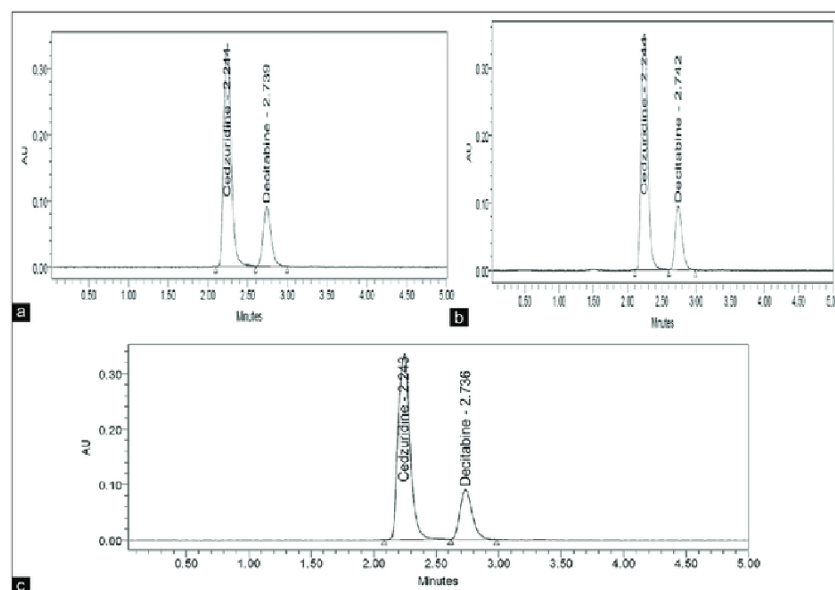 0.30
0.20
0.10
0.00
AU
Cedzuridine - 2.244
Decitabine - 2.739
0.50 1.00 1.50 2.00 2.50 3.00 3.50 4.00 4.50 5.00
Minutes
a
0.30
0.20
0.10
0.00
AU
Cedzuridine - 2.244
Decitabine - 2.742
0.50 1.00 1.50 2.00 2.50 3.00 3.50 4.00 4.50 5.00
Minutes
b
0.30
0.20
0.10
0.00
AU
Cedzuridine - 2.243
Decitabine - 2.736
0.50 1.00 1.50 2.00 2.50 3.00 3.50 4.00 4.50 5.00
Minutes
c